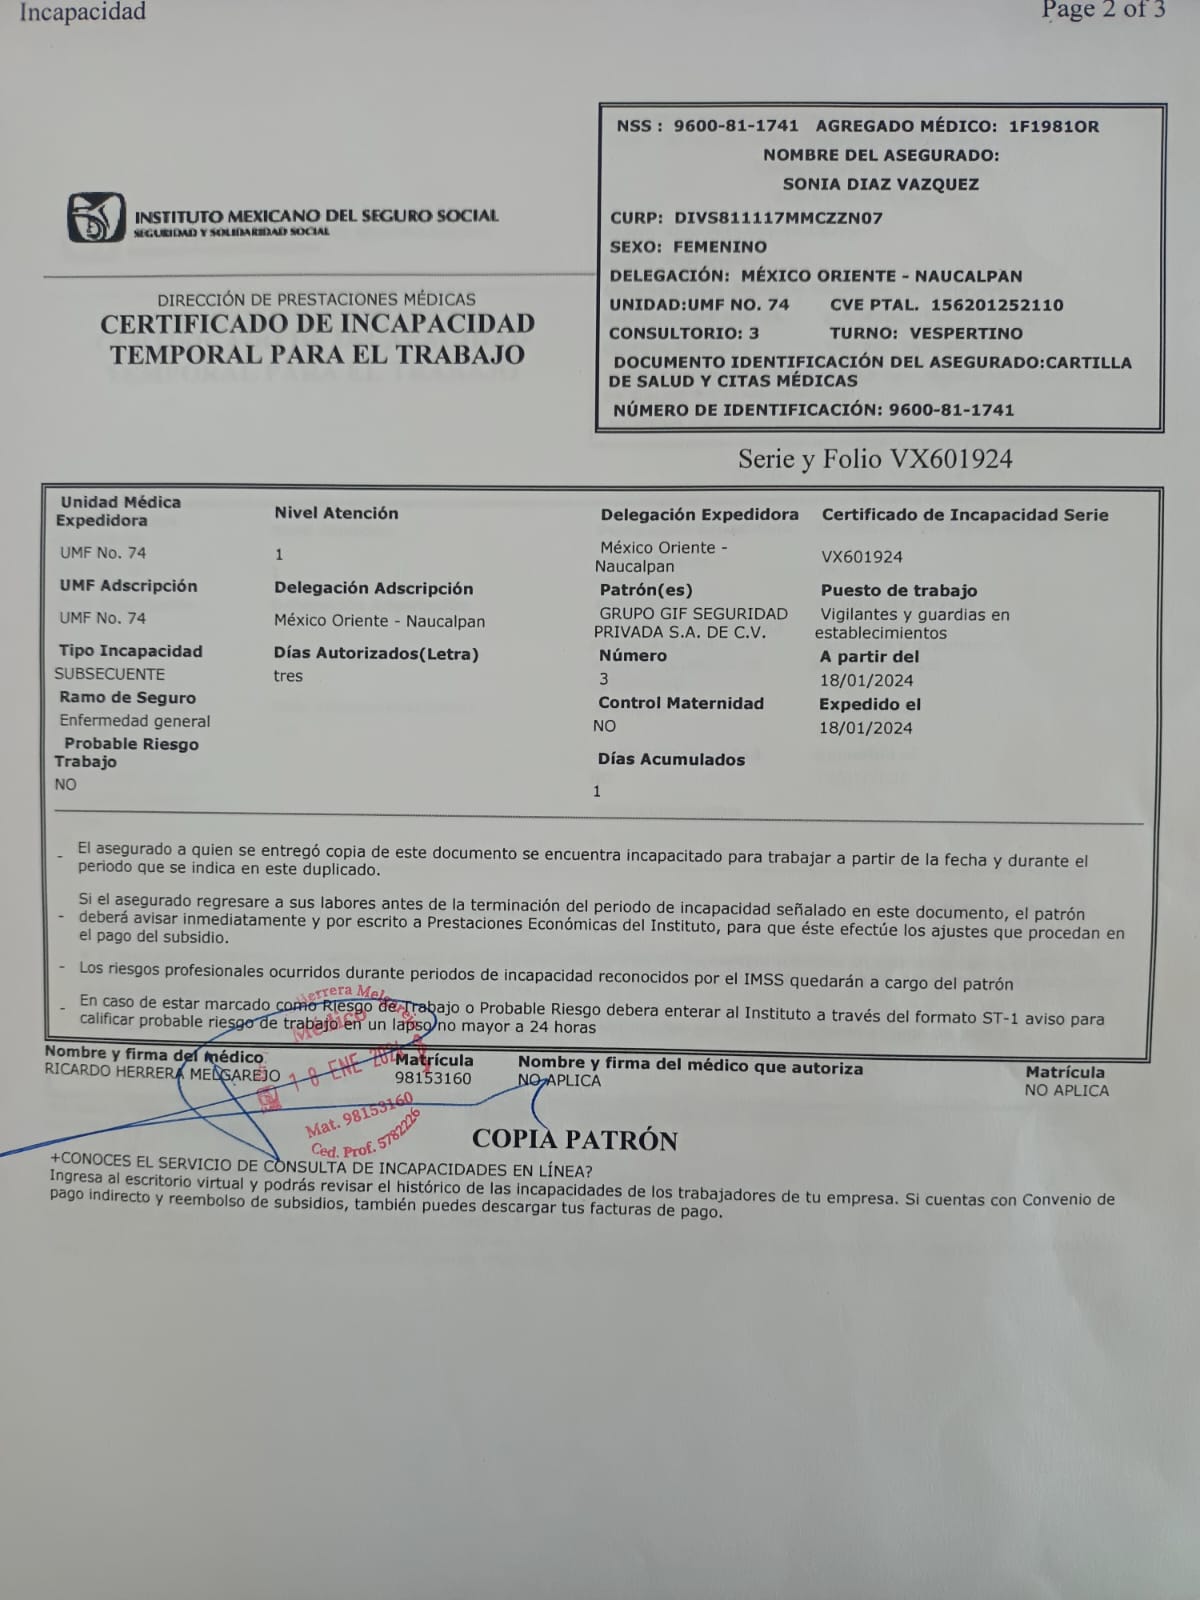 Incapacidad
Page 2 of 3
NSS : 9600-81-1741 AGREGADO MÉDICO: 1F1981OR
NOMBRE DEL ASEGURADO:
SONIA DIAZ VAZQUEZ
CURP: DIVS811117MMCZZN07
SEXO: FEMENINO
DELEGACIÓN: MÉXICO ORIENTE - NAUCALPAN
UNIDAD:UMF NO. 74 CVE PTAL. 156201252110
CONSULTORIO: 3 TURNO: VESPERTINO
DOCUMENTO IDENTIFICACIÓN DEL ASEGURADO:CARTILLA
DE SALUD Y CITAS MÉDICAS
NÚMERO DE IDENTIFICACIÓN: 9600-81-1741
INSTITUTO MEXICANO DEL SEGURO SOCIAL
SEGURIDAD Y SOLIDARIDAD SOCIAL
DIRECCIÓN DE PRESTACIONES MÉDICAS
CERTIFICADO DE INCAPACIDAD
TEMPORAL PARA EL TRABAJO
Serie y Folio VX601924
Unidad Médica
Expedidora
Nivel Atención
Delegación Expedidora
Certificado de Incapacidad Serie
UMF No. 74
1
México Oriente -
Naucalpan
VX601924
UMF Adscripción
Delegación Adscripción
Patrón(es)
Puesto de trabajo
UMF No. 74
México Oriente - Naucalpan
GRUPO GIF SEGURIDAD
PRIVADA S.A. DE C.V.
Vigilantes y guardias en
establecimientos
Tipo Incapacidad
Días Autorizados(Letra)
Número
A partir del
SUBSECUENTE
tres
3
18/01/2024
Ramo de Seguro
Control Maternidad
Expedido el
Enfermedad general
NO
18/01/2024
Probable Riesgo
Trabajo
Días Acumulados
NO
1
- El asegurado a quien se entregó copia de este documento se encuentra incapacitado para trabajar a partir de la fecha y durante el
periodo que se indica en este duplicado.
Si el asegurado regresare a sus labores antes de la terminación del periodo de incapacidad señalado en este documento, el patrón
- deberá avisar inmediatamente y por escrito a Prestaciones Económicas del Instituto, para que éste efectúe los ajustes que procedan en
el pago del subsidio.
- Los riesgos profesionales ocurridos durante periodos de incapacidad reconocidos por el IMSS quedarán a cargo del patrón
- En caso de estar marcado como Riesgo de Trabajo o Probable Riesgo debera enterar al Instituto a través del formato ST-1 aviso para
calificar probable riesgo de trabajo en un lapso no mayor a 24 horas
Nombre y firma del médico
Matrícula
Nombre y firma del médico que autoriza
Matrícula
RICARDO HERRERA MELGAREJO
98153160
NO APLICA
NO APLICA
Herrera Melgarejo
Médico
18 ENE 2024
Mat. 98153160
Ced. Prof. 5782226
COPIA PATRÓN
+CONOCES EL SERVICIO DE CONSULTA DE INCAPACIDADES EN LÍNEA?
Ingresa al escritorio virtual y podrás revisar el histórico de las incapacidades de los trabajadores de tu empresa. Si cuentas con Convenio de
pago indirecto y reembolso de subsidios, también puedes descargar tus facturas de pago.